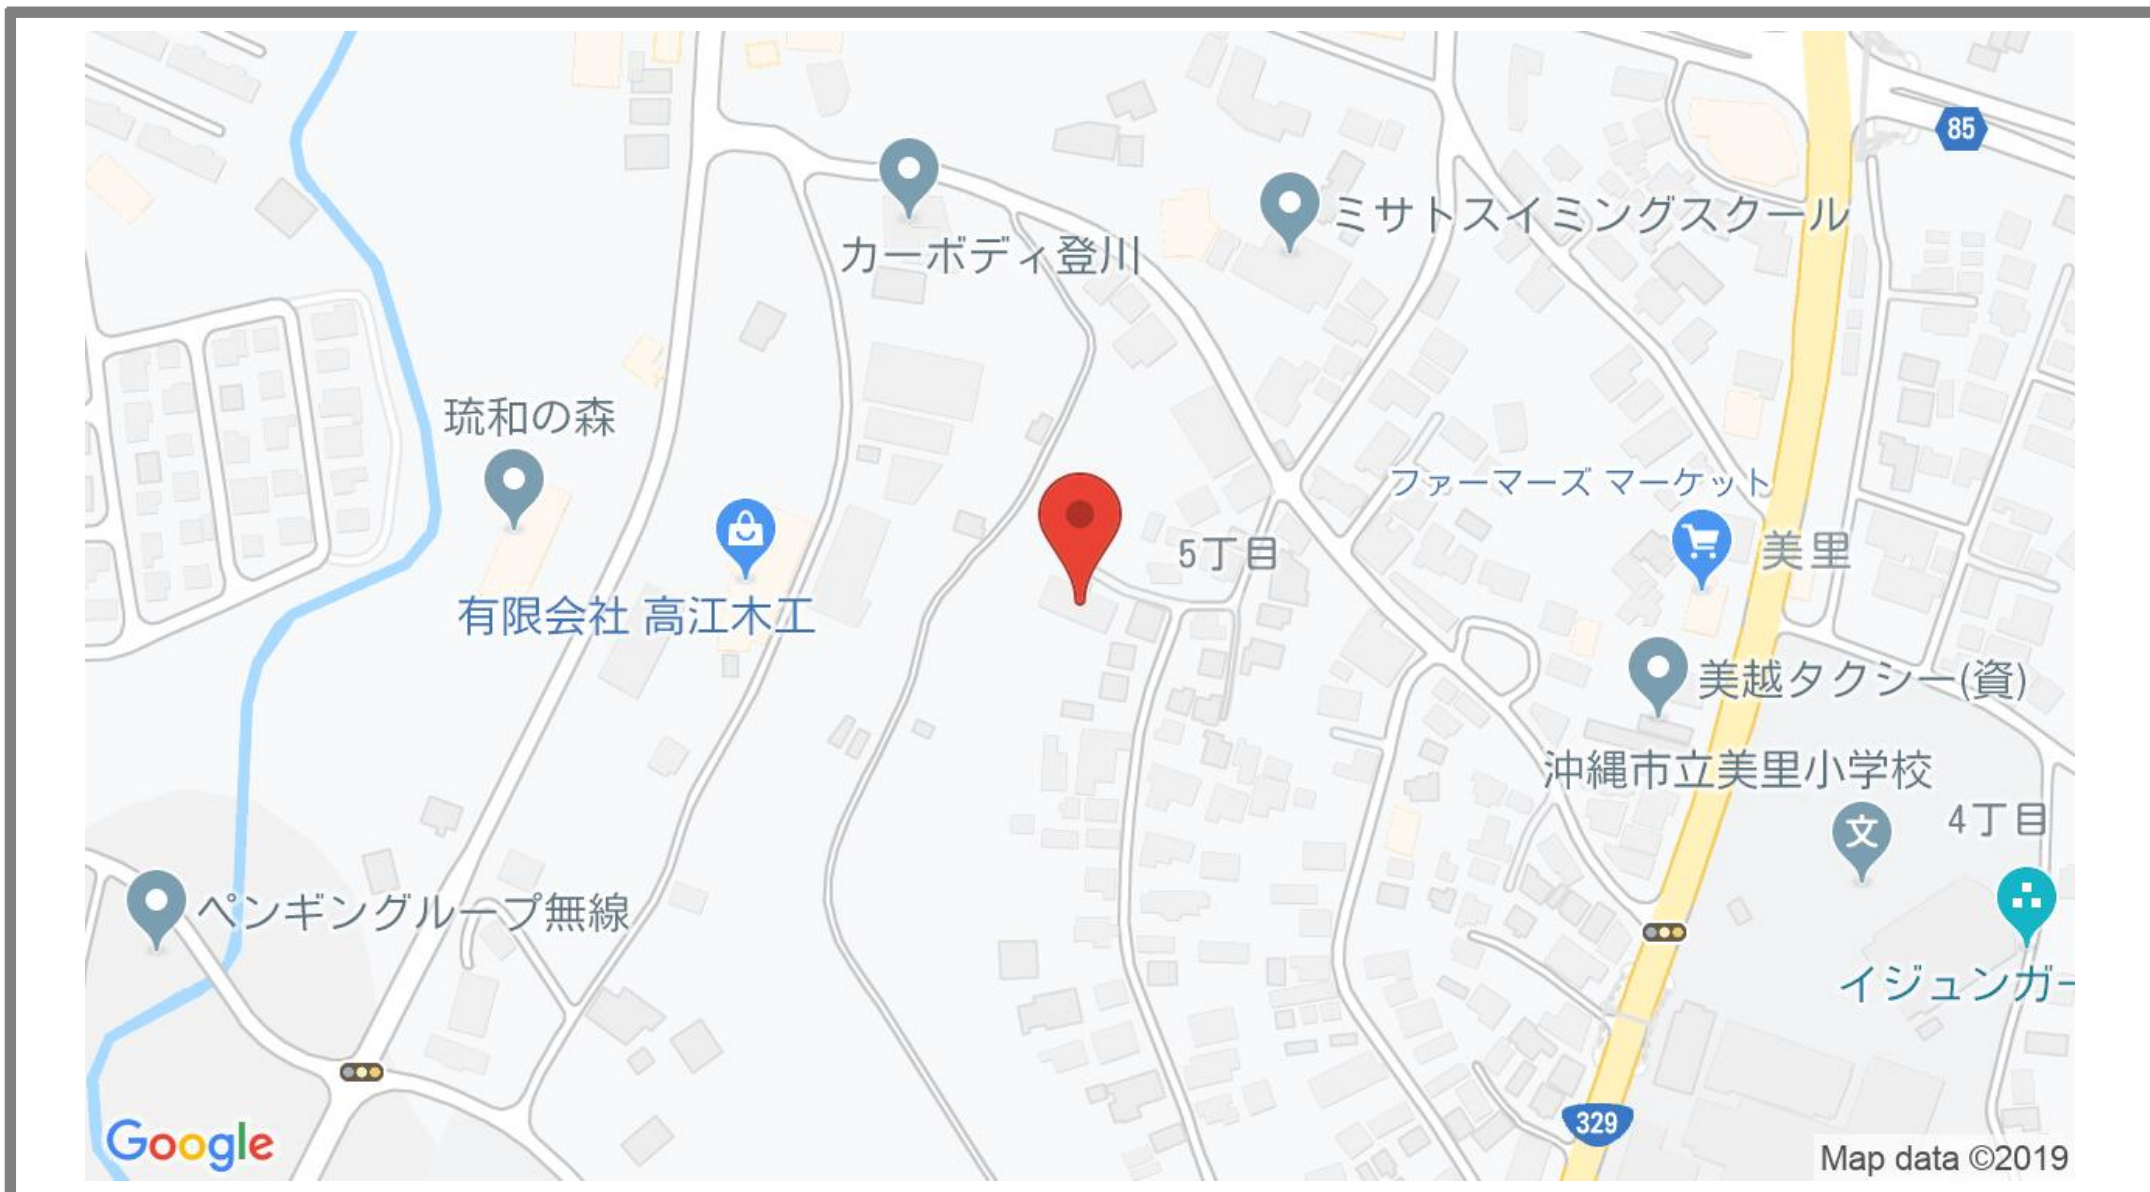 85
ミサトスイミングスクール
カーボディ登川
琉和の森
ファーマーズ マーケット
美里
5丁目
有限会社 高江木工
美越タクシー(資)
沖縄市立美里小学校
文
4丁目
ペンギングループ無線
イジュンガー
329
Google
Map data ©2019